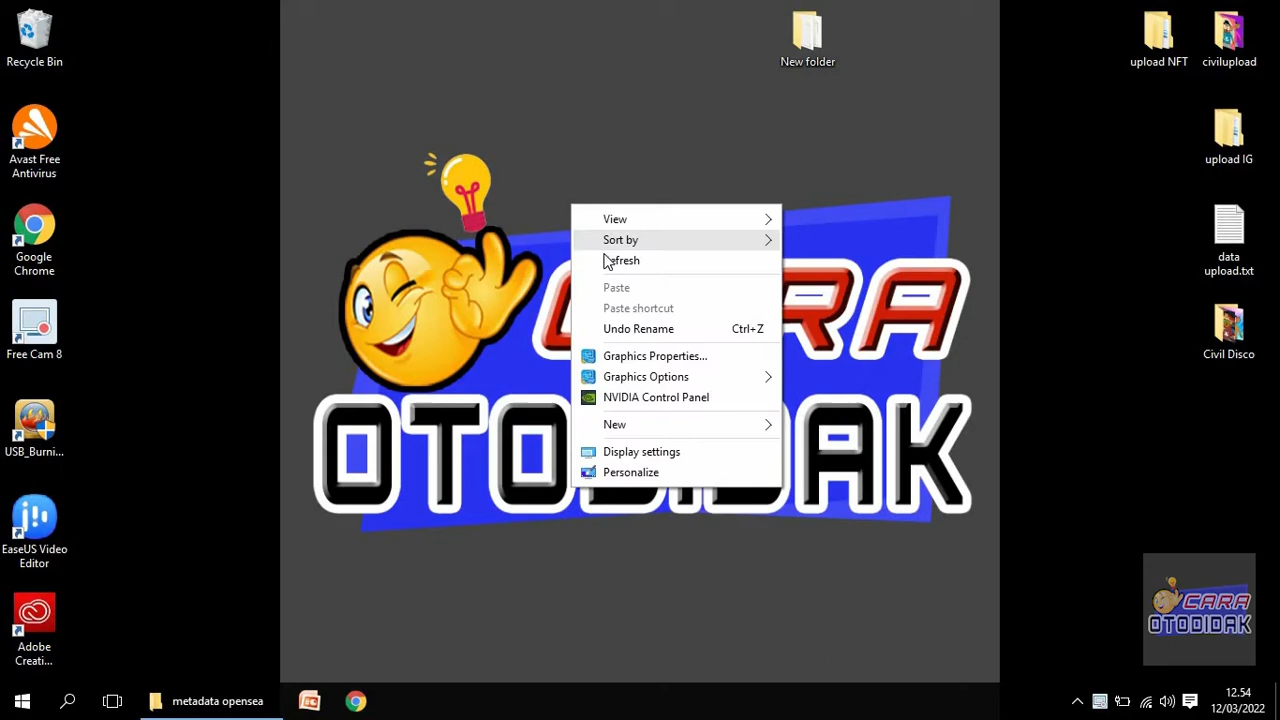 Recycle Bin
Avast Free
Antivirus
Google
Chrome
Free Cam 8
USB_Burni...
EaseUS Video
Editor
Adobe
Creati...
New folder
upload NFT
civilupload
upload IG
data
upload.txt
Civil Disco
View
Sort by
efresh
Paste
Paste shortcut
Undo Rename Ctrl+Z
Graphics Properties...
Graphics Options
NVIDIA Control Panel
New
Display settings
Personalize
CARA
OTODIDAK
CARA
OTODIDAK
metadata opensea
12.54
12/03/2022